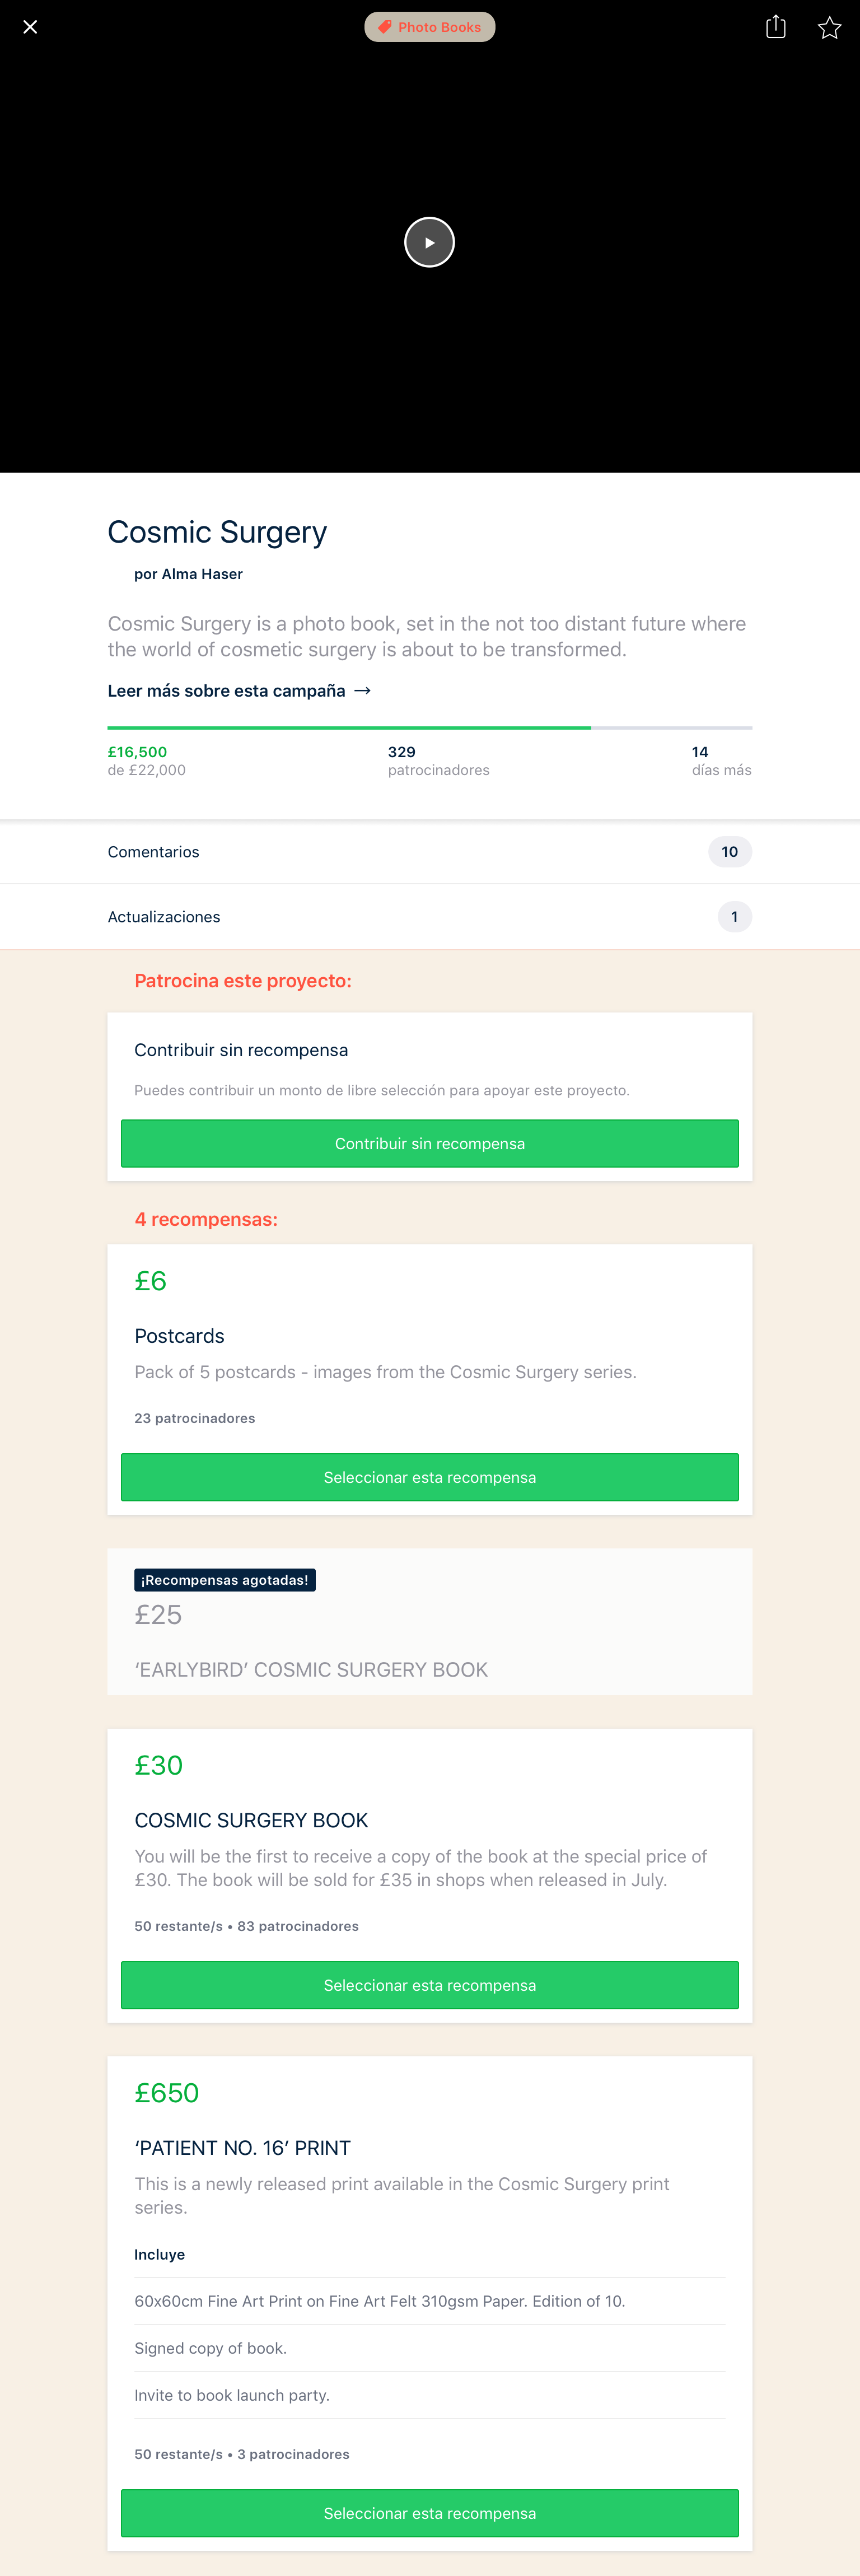 Photo Books
Cosmic Surgery
por Alma Haser
Cosmic Surgery is a photo book, set in the not too distant future where
the world of cosmetic surgery is about to be transformed.
Leer más sobre esta campaña →
£16,500
de £22,000
329
patrocinadores
14
días más
Comentarios
10
Actualizaciones
1
Patrocina este proyecto:
Contribuir sin recompensa
Puedes contribuir un monto de libre selección para apoyar este proyecto.
Contribuir sin recompensa
4 recompensas:
£6
Postcards
Pack of 5 postcards - images from the Cosmic Surgery series.
23 patrocinadores
Seleccionar esta recompensa
¡Recompensas agotadas!
£25
‘EARLYBIRD’ COSMIC SURGERY BOOK
£30
COSMIC SURGERY BOOK
You will be the first to receive a copy of the book at the special price of
£30. The book will be sold for £35 in shops when released in July.
50 restante/s • 83 patrocinadores
Seleccionar esta recompensa
£650
‘PATIENT NO. 16’ PRINT
This is a newly released print available in the Cosmic Surgery print
series.
Incluye
60x60cm Fine Art Print on Fine Art Felt 310gsm Paper. Edition of 10.
Signed copy of book.
Invite to book launch party.
50 restante/s • 3 patrocinadores
Seleccionar esta recompensa